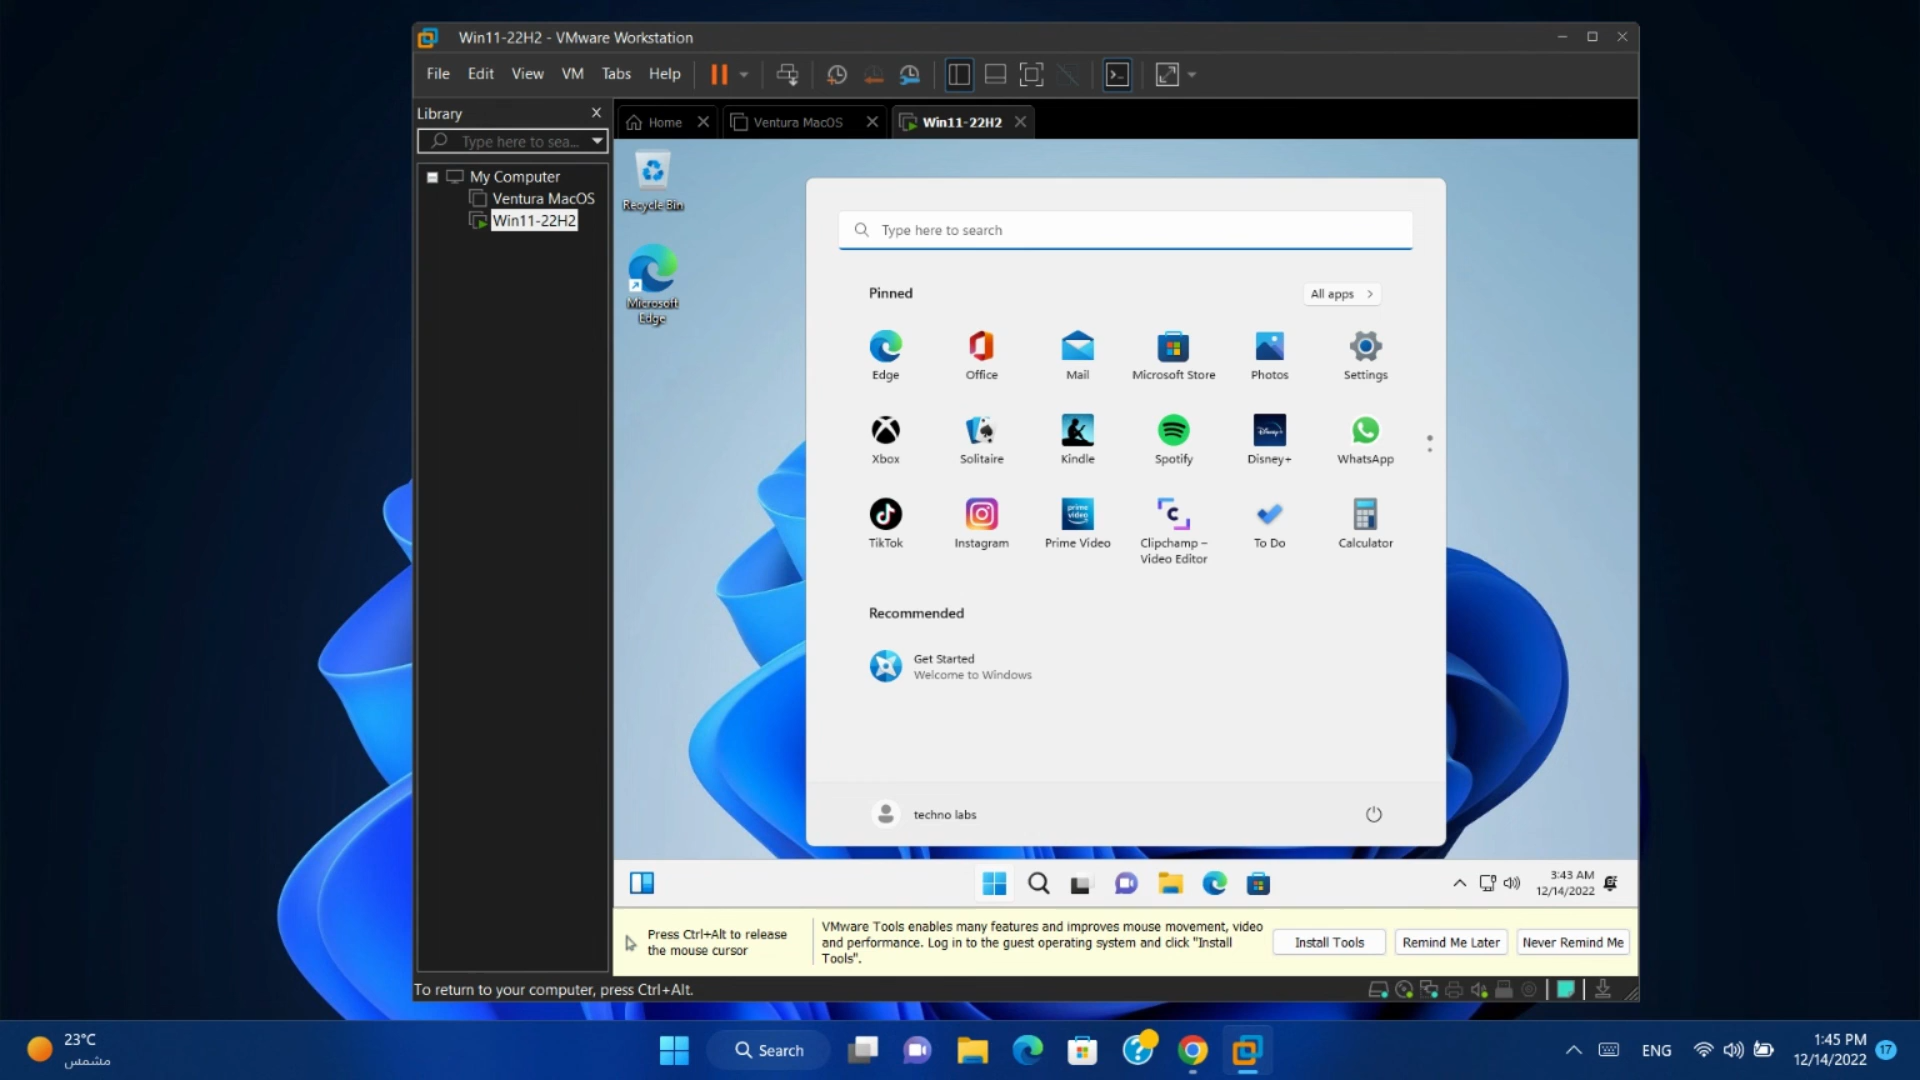 Win11-22H2 - VMware Workstation
File Edit View VM Tabs Help
Library
Type here to sea...
My Computer
Ventura MacOS
Win11-22H2
Home
Ventura MacOS
Win11-22H2
Recycle Bin
Microsoft
Edge
Type here to search
Pinned
All apps
Edge
Office
Mail
Microsoft Store
Photos
Settings
Xbox
Solitaire
Kindle
Spotify
Disney+
Disney+
WhatsApp
TikTok
Instagram
prime
video
Prime Video
C
Clipchamp –
Video Editor
To Do
Calculator
Recommended
Get Started
Welcome to Windows
techno labs
3:43 AM
12/14/2022
Press Ctrl+Alt to release
the mouse cursor
VMware Tools enables many features and improves mouse movement, video
and performance. Log in to the guest operating system and click "Install
Tools".
Install Tools
Remind Me Later
Never Remind Me
To return to your computer, press Ctrl+Alt.
23°C
مشمس
Search
ENG
1:45 PM
12/14/2022
17